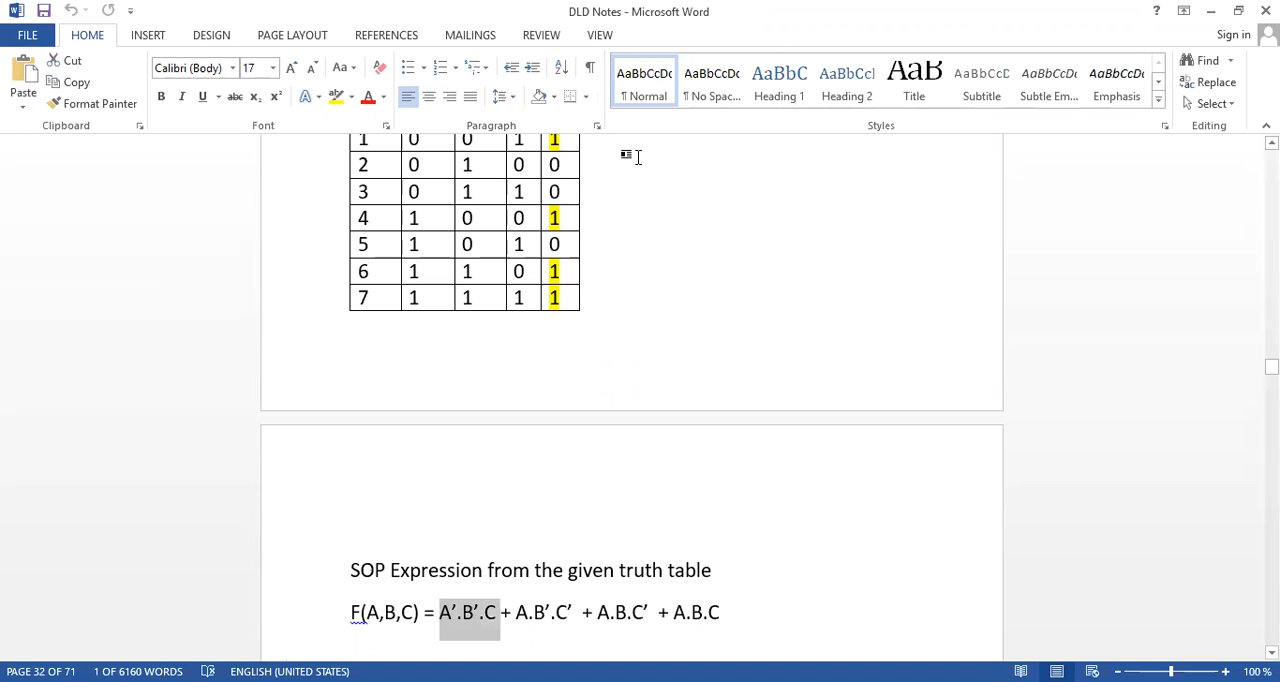 DLD Notes - Microsoft Word
FILE HOME INSERT DESIGN PAGE LAYOUT REFERENCES MAILINGS REVIEW VIEW Sign in
Paste Cut Copy Format Painter
Clipboard
Calibri (Body) 17
Font
Paragraph
AaBbCcDc AaBbCcDc AaBbC AaBbCcl AaB AaBbCcD AaBbCcDc AaBbCcDc
¶ Normal ¶ No Spac... Heading 1 Heading 2 Title Subtitle Subtle Em... Emphasis
Styles
Find Replace Select
Editing
1 0 0 1 1
2 0 1 0 0
3 0 1 1 0
4 1 0 0 1
5 1 0 1 0
6 1 1 0 1
7 1 1 1 1
SOP Expression from the given truth table
F(A,B,C) = A’.B’.C + A.B’.C’ + A.B.C’ + A.B.C
PAGE 32 OF 71 1 OF 6160 WORDS ENGLISH (UNITED STATES) 100 %